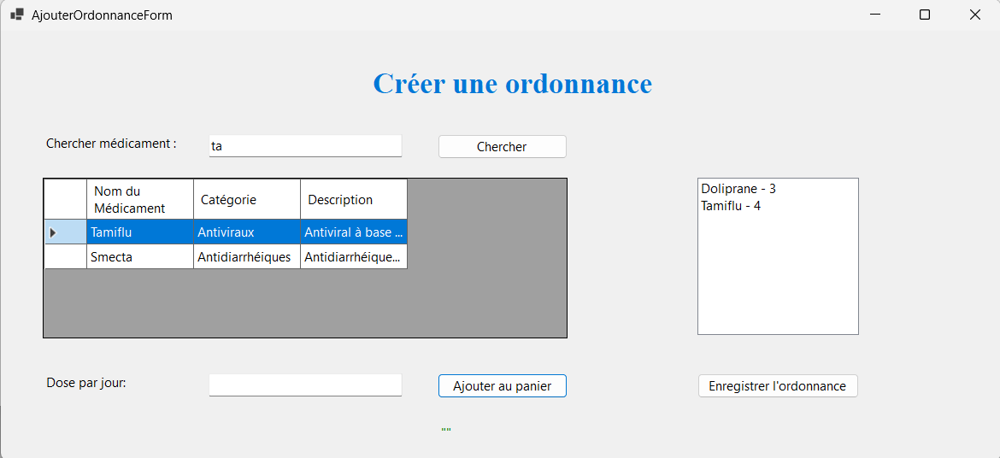 AjouterOrdonnanceForm
Créer une ordonnance
Chercher médicament :
ta
Chercher
Nom du
Médicament
Catégorie
Description
Tamiflu
Antiviraux
Antiviral à base ...
Smecta
Antidiarrhéiques
Antidiarrhéique...
Doliprane - 3
Tamiflu - 4
Dose par jour:
Ajouter au panier
Enregistrer l'ordonnance
""